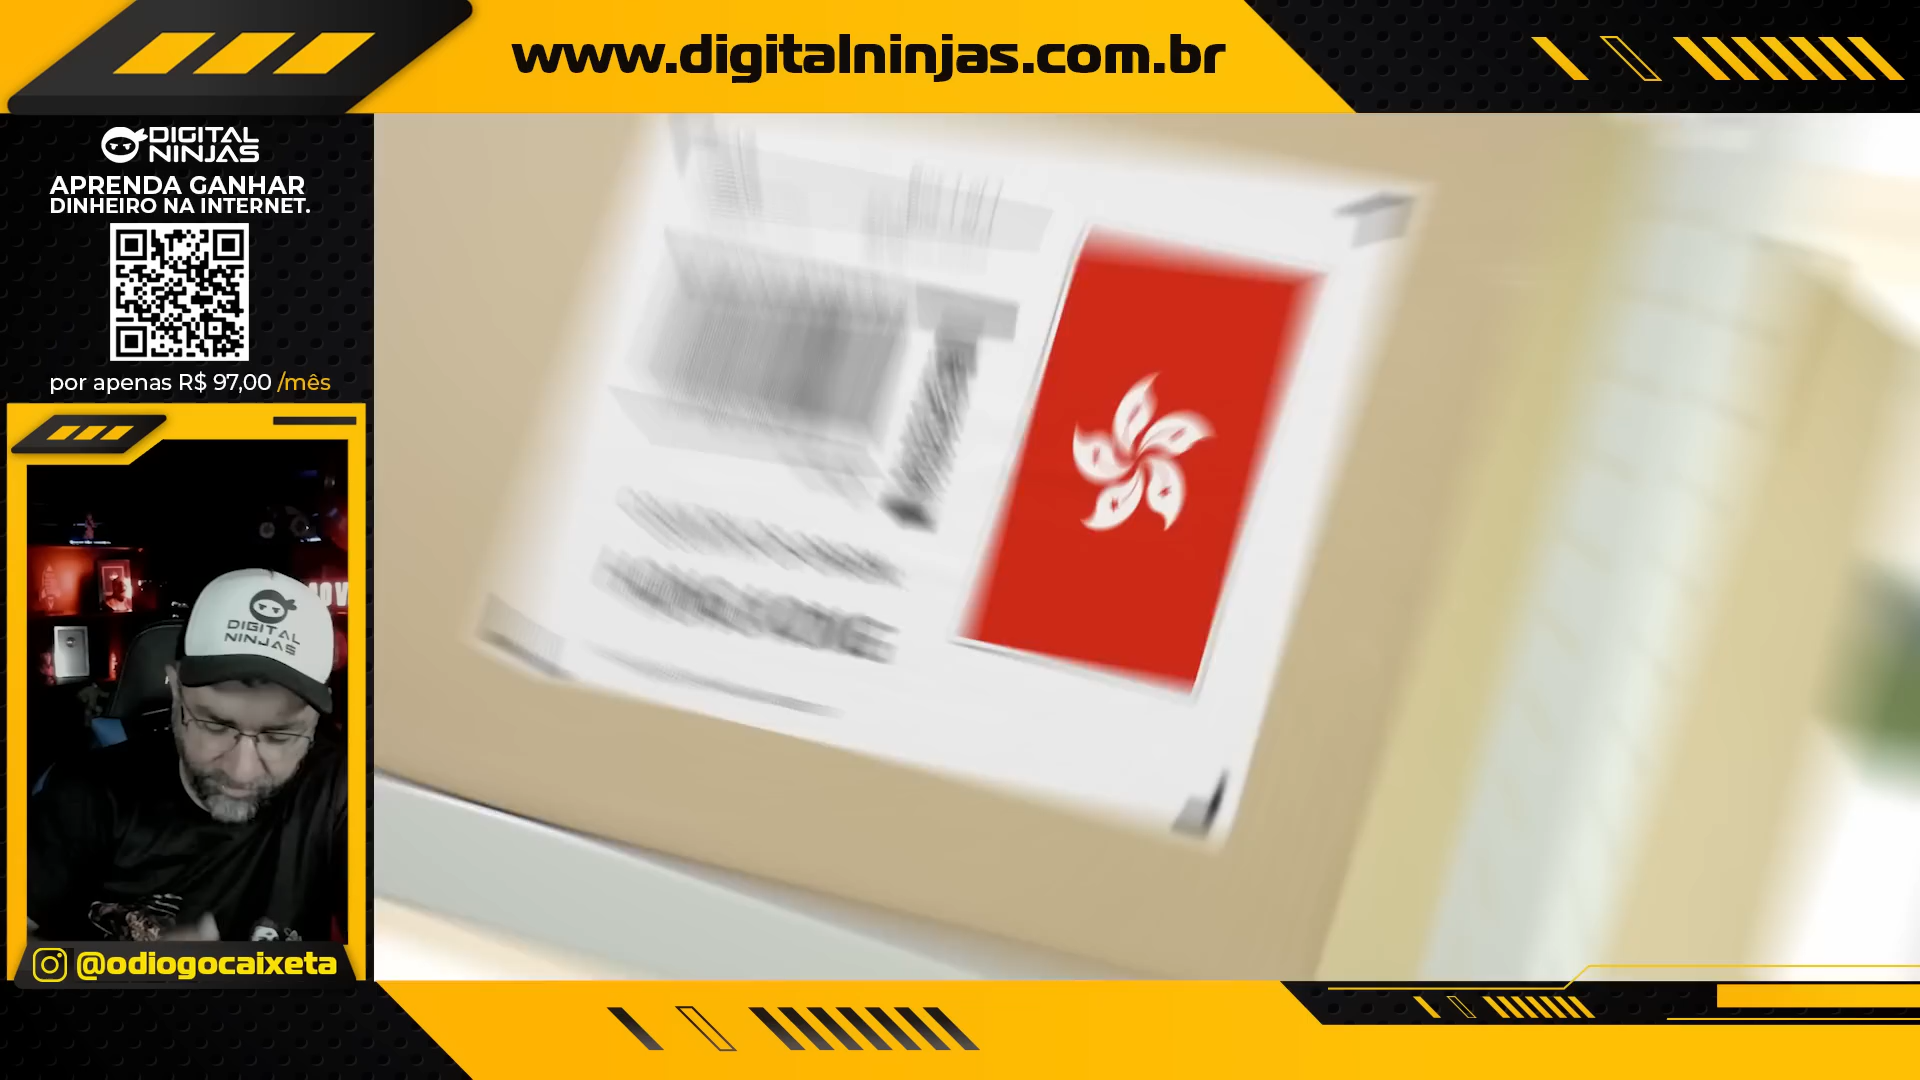 www.digitalninjas.com.br
DIGITAL
NINJAS
APRENDA GANHAR
DINHEIRO NA INTERNET.
por apenas R$ 97,00 /mês
DIGITAL
NINJAS
@odiogocaixeta